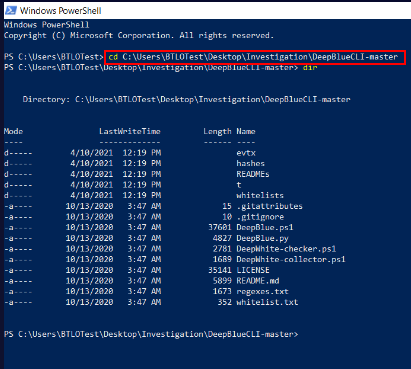 Windows PowerShell
Windows PowerShell
Copyright (C) Microsoft Corporation. All rights reserved.
PS C:\Users\BTLOTest> cd C:\Users\BTLOTest\Desktop\Investigation\DeepBlueCLI-master
PS C:\Users\BTLOTest\Desktop\Investigation\DeepBlueCLI-master> dir
Directory: C:\Users\BTLOTest\Desktop\Investigation\DeepBlueCLI-master
Mode LastWriteTime Length Name
---- ------------- ------ ----
d----- 4/10/2021 12:19 PM evtx
d----- 4/10/2021 12:19 PM hashes
d----- 4/10/2021 12:19 PM READMEs
d----- 4/10/2021 12:19 PM t
d----- 4/10/2021 12:19 PM whitelists
-a---- 10/13/2020 3:47 AM 15 .gitattributes
-a---- 10/13/2020 3:47 AM 10 .gitignore
-a---- 10/13/2020 3:47 AM 37601 DeepBlue.ps1
-a---- 10/13/2020 3:47 AM 4827 DeepBlue.py
-a---- 10/13/2020 3:47 AM 2781 DeepWhite-checker.ps1
-a---- 10/13/2020 3:47 AM 1689 DeepWhite-collector.ps1
-a---- 10/13/2020 3:47 AM 35141 LICENSE
-a---- 10/13/2020 3:47 AM 5899 README.md
-a---- 10/13/2020 3:47 AM 1673 regexes.txt
-a---- 10/13/2020 3:47 AM 352 whitelist.txt
PS C:\Users\BTLOTest\Desktop\Investigation\DeepBlueCLI-master>